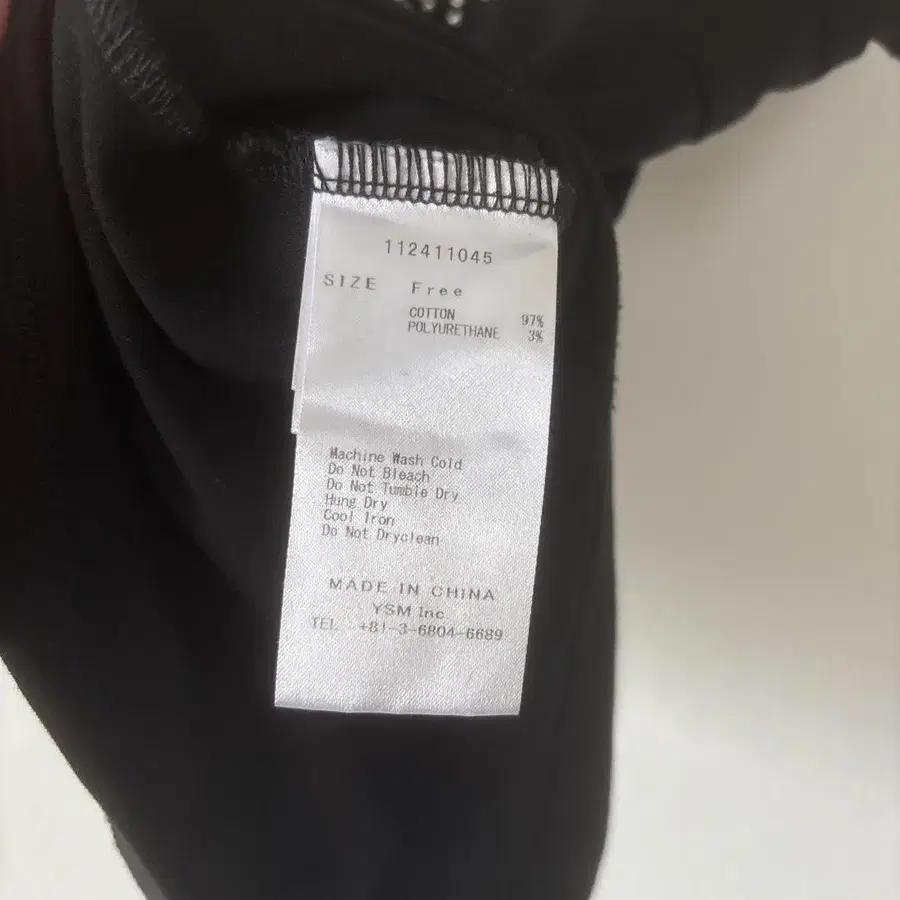 112411045
SIZE Free
COTTON 97%
POLYURETHANE 3%
Machine Wash Cold
Do Not Bleach
Do Not Tumble Dry
Hung Dry
Cool Iron
Do Not Dryclean
MADE IN CHINA
YSM Inc
TEL +81-3-6804-6689